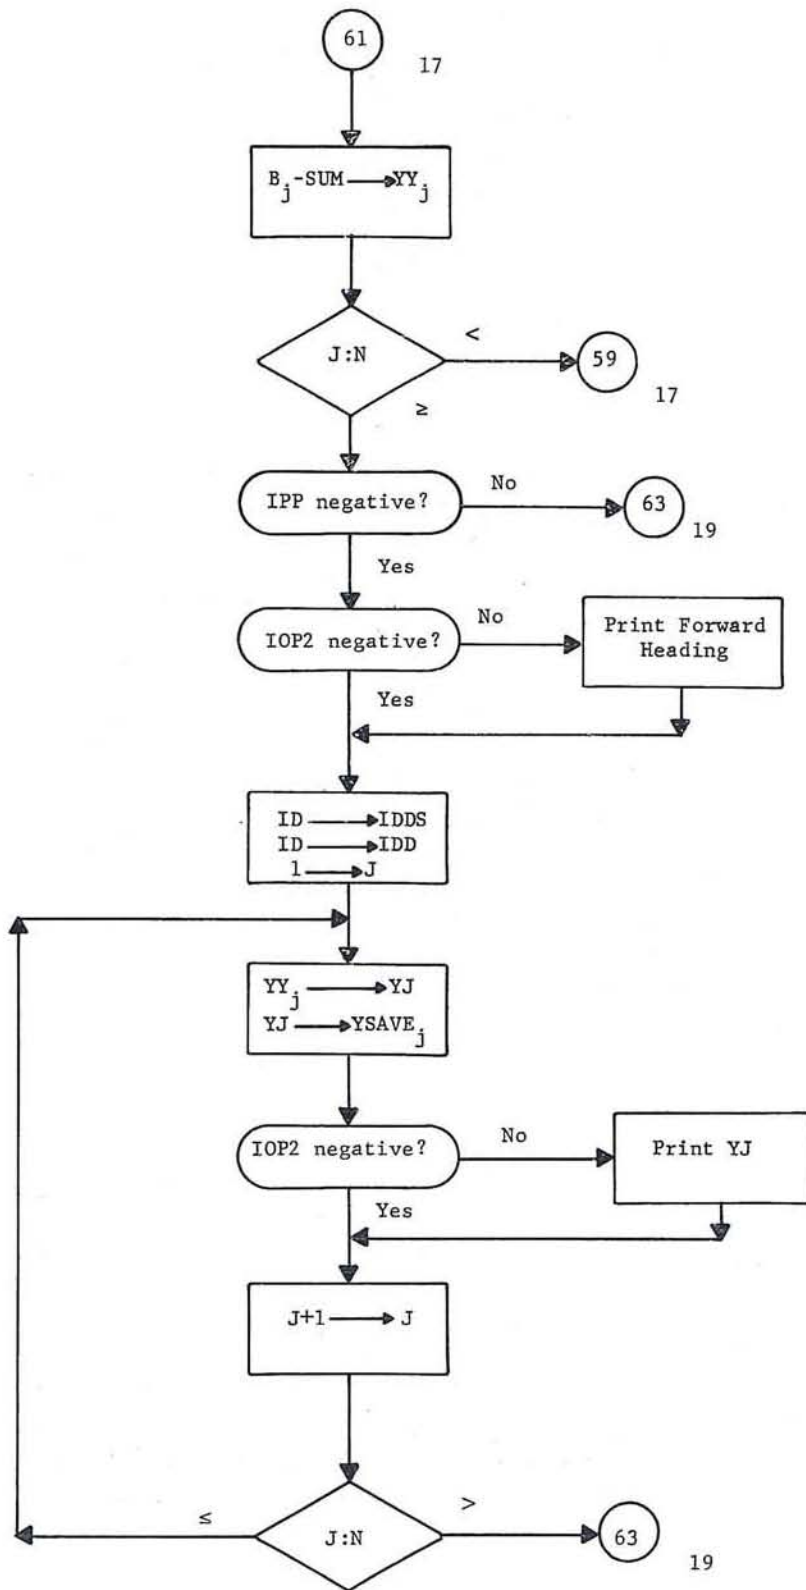 61
17
B_j-SUM → YY_j
J:N
<
59
17
≥
IPP negative?
No
63
19
Yes
IOP2 negative?
No
Print Forward
Heading
Yes
ID → IDDS
ID → IDD
1 → J
YY_j → YJ
YJ → YSAVE_j
IOP2 negative?
No
Print YJ
Yes
J+1 → J
≤
J:N
>
63
19